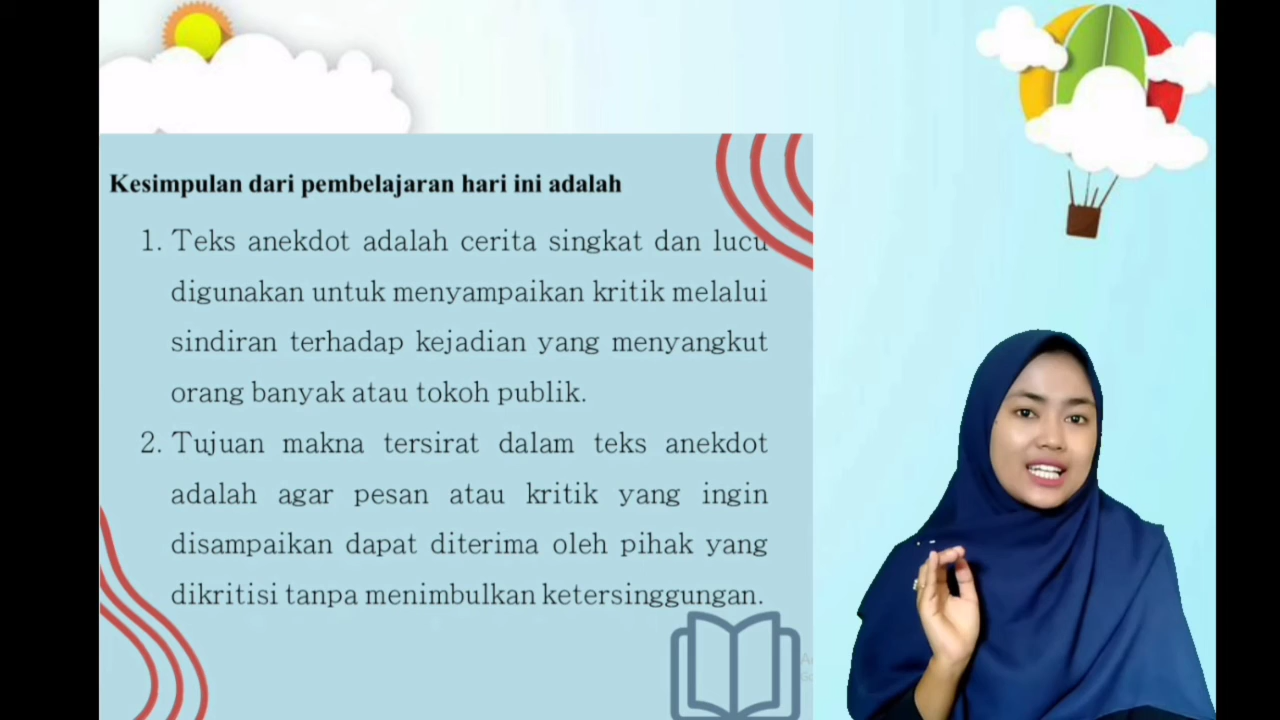 Kesimpulan dari pembelajaran hari ini adalah
1. Teks anekdot adalah cerita singkat dan lucu
digunakan untuk menyampaikan kritik melalui
sindiran terhadap kejadian yang menyangkut
orang banyak atau tokoh publik.
2. Tujuan makna tersirat dalam teks anekdot
adalah agar pesan atau kritik yang ingin
disampaikan dapat diterima oleh pihak yang
dikritisi tanpa menimbulkan ketersinggungan.